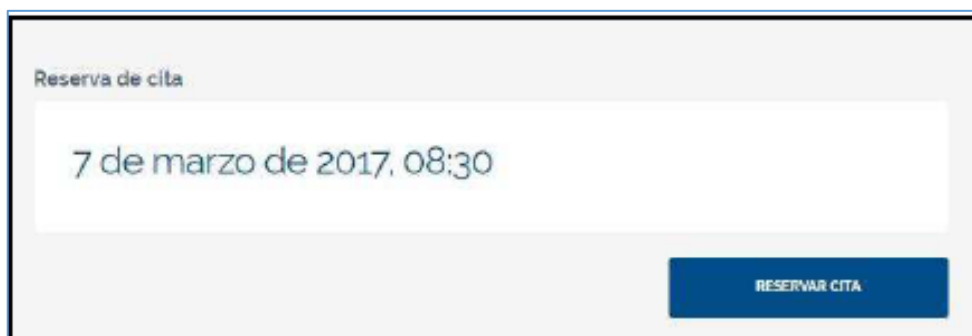 Reserva de cita
7 de marzo de 2017, 08:30
RESERVAR CITA